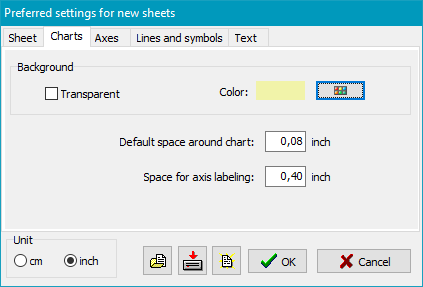 Preferred settings for new sheets
Sheet Charts Axes Lines and symbols Text
Background
Transparent Color:
Default space around chart: 0,08 inch
Space for axis labeling: 0,40 inch
Unit
cm inch OK Cancel